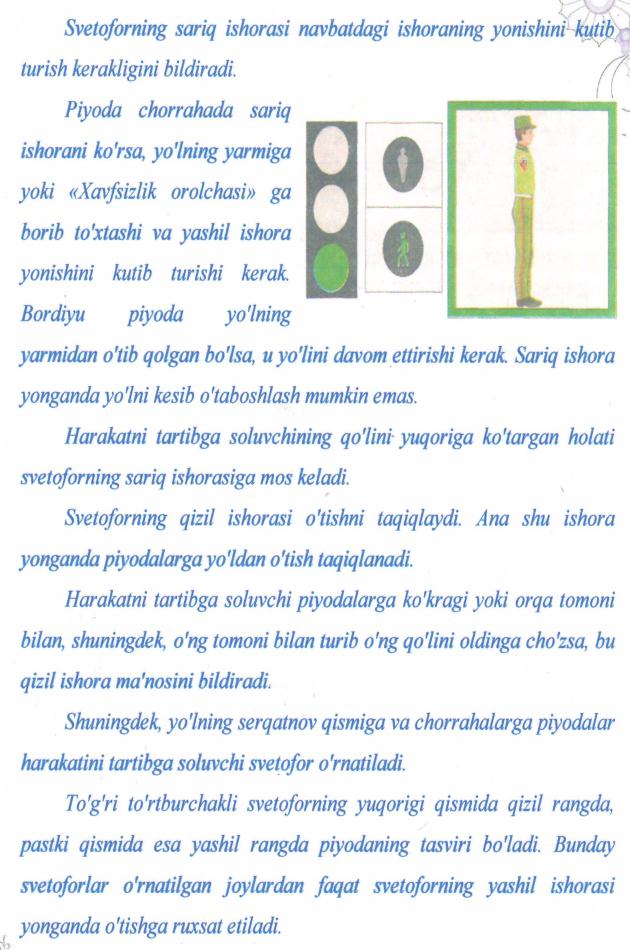 Svetoforning sariq ishorasi navbatdagi ishoraning yonishini kutib
turish kerakligini bildiradi.
Piyoda chorrahada sariq
ishorani ko'rsa, yo'lning yarmiga
yoki «Xavfsizlik orolchasi» ga
borib to'xtashi va yashil ishora
yonishini kutib turishi kerak.
Bordiyu piyoda yo'lning
yarmidan o'tib qolgan bo'lsa, u yo'lini davom ettirishi kerak. Sariq ishora
yonganda yo'lni kesib o'taboshlash mumkin emas.
Harakatni tartibga soluvchining qo'lini yuqoriga ko'targan holati
svetoforning sariq ishorasiga mos keladi.
Svetoforning qizil ishorasi o'tishni taqiqlaydi. Ana shu ishora
yonganda piyodalarga yo'ldan o'tish taqiqlanadi.
Harakatni tartibga soluvchi piyodalarga ko'kragi yoki orqa tomoni
bilan, shuningdek, o'ng tomoni bilan turib o'ng qo'lini oldinga cho'zsa, bu
qizil ishora ma'nosini bildiradi.
Shuningdek, yo'lning serqatnov qismiga va chorrahalarga piyodalar
harakatini tartibga soluvchi svetofor o'rnatiladi.
To'g'ri to'rtburchakli svetoforning yuqorigi qismida qizil rangda,
pastki qismida esa yashil rangda piyodaning tasviri bo'ladi. Bunday
svetoforlar o'rnatilgan joylardan faqat svetoforning yashil ishorasi
yonganda o'tishga ruxsat etiladi.